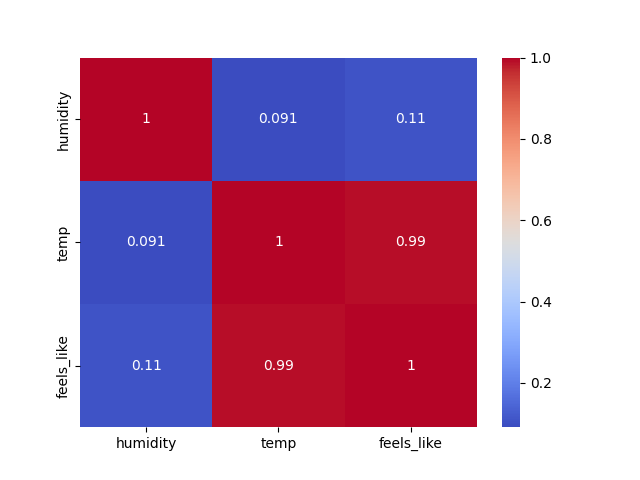 humidity 1 0.091 0.11
temp 0.091 1 0.99
feels_like 0.11 0.99 1
humidity temp feels_like
1.0
0.8
0.6
0.4
0.2